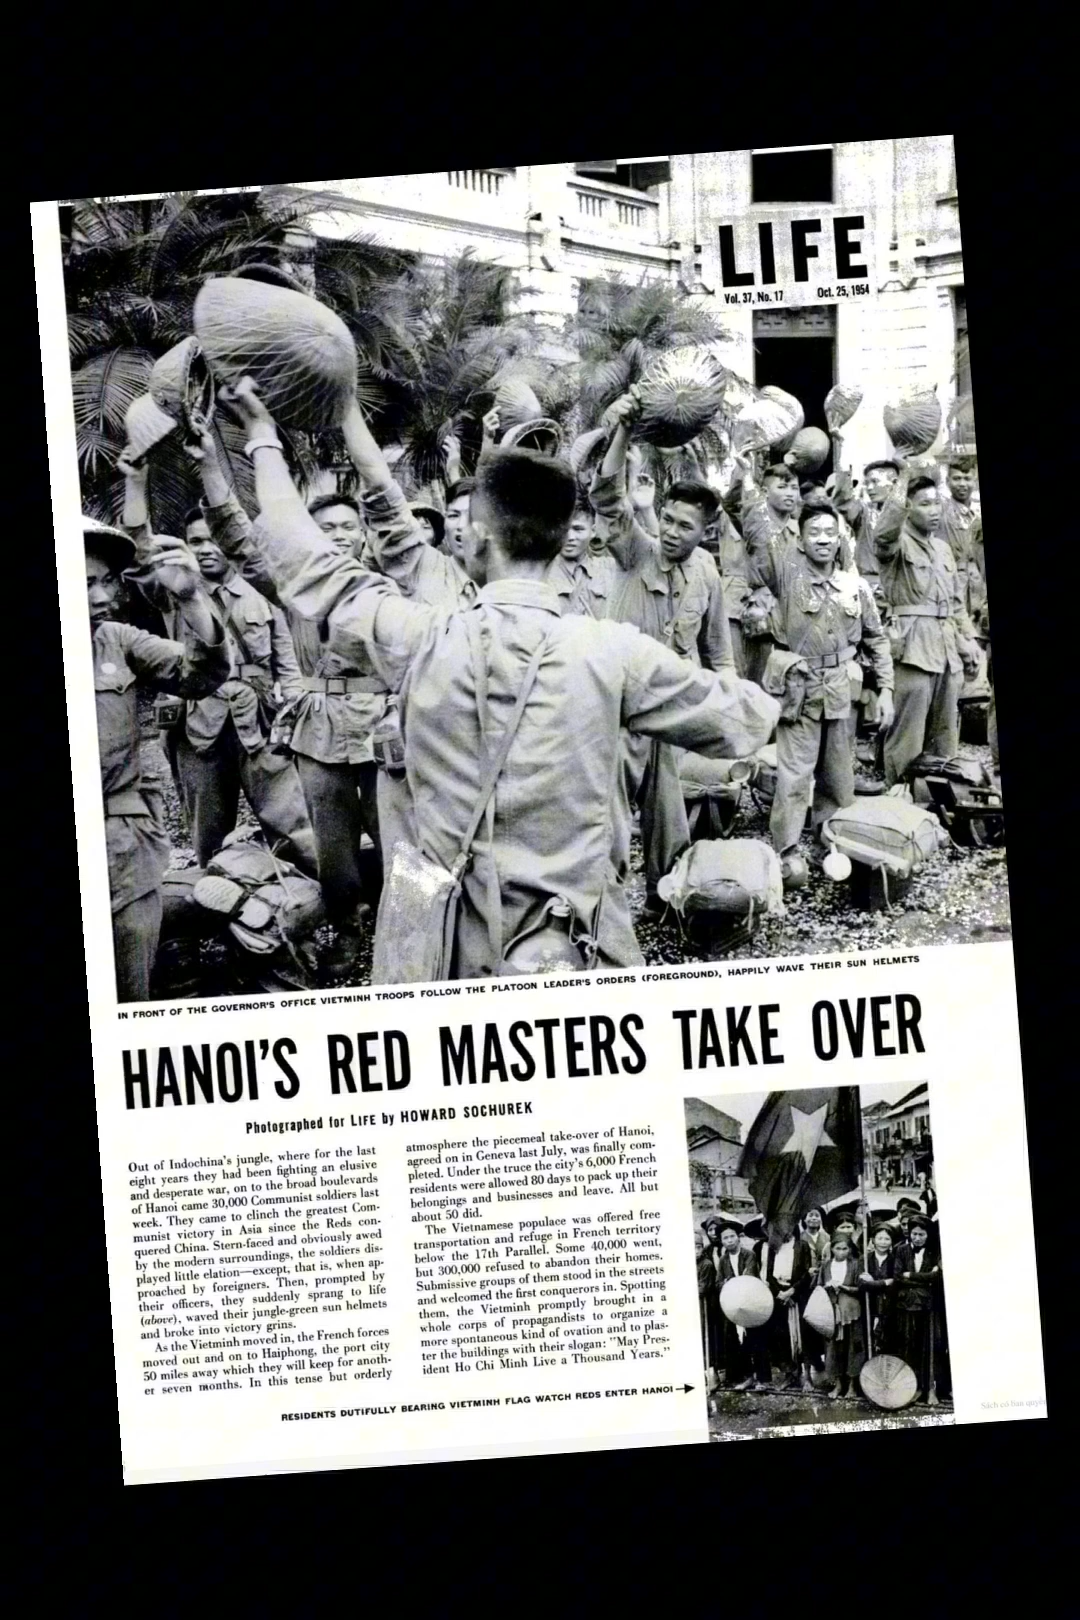 LIFE
Vol. 37, No. 17 Oct. 25, 1954
IN FRONT OF THE GOVERNOR'S OFFICE VIETMINH TROOPS FOLLOW THE PLATOON LEADER'S ORDERS (FOREGROUND), HAPPILY WAVE THEIR SUN HELMETS
HANOI'S RED MASTERS TAKE OVER
Photographed for LIFE by HOWARD SOCHUREK
Out of Indochina's jungle, where for the last
eight years they had been fighting an elusive
and desperate war, on to the broad boulevards
of Hanoi came 30,000 Communist soldiers last
week. They came to clinch the greatest Com-
munist victory in Asia since the Reds con-
quered China. Stern-faced and obviously awed
by the modern surroundings, the soldiers dis-
played little elation—except, that is, when ap-
proached by foreigners. Then, prompted by
their officers, they suddenly sprang to life
(above), waved their jungle-green sun helmets
and broke into victory grins.
As the Vietminh moved in, the French forces
moved out and on to Haiphong, the port city
50 miles away which they will keep for anoth-
er seven months. In this tense but orderly
atmosphere the piecemeal take-over of Hanoi,
agreed on in Geneva last July, was finally com-
pleted. Under the truce the city's 6,000 French
residents were allowed 80 days to pack up their
belongings and businesses and leave. All but
about 50 did.
The Vietnamese populace was offered free
transportation and refuge in French territory
below the 17th Parallel. Some 40,000 went,
but 300,000 refused to abandon their homes.
Submissive groups of them stood in the streets
and welcomed the first conquerors in. Spotting
them, the Vietminh promptly brought in a
whole corps of propagandists to organize a
more spontaneous kind of ovation and to plas-
ter the buildings with their slogan: "May Pres-
ident Ho Chi Minh Live a Thousand Years."
RESIDENTS DUTIFULLY BEARING VIETMINH FLAG WATCH REDS ENTER HANOI